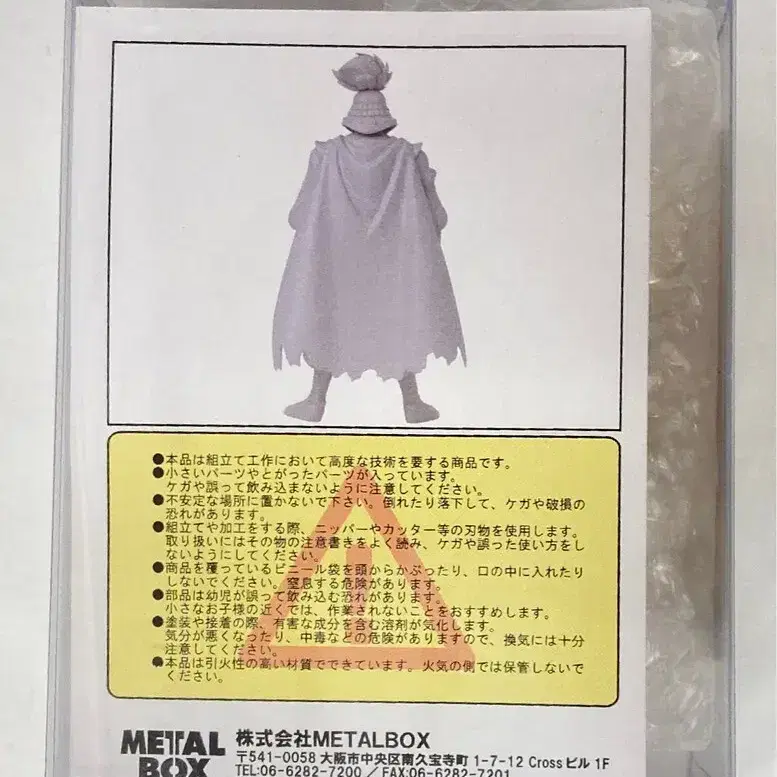 ●本品は組立て工作において高度な技術を要する商品です。
●小さいパーツやとがったパーツが入っています。
ケガや誤って飲み込まないように注意してください。
●不安定な場所に置かないで下さい。倒れたり落下して、ケガや破損の
恐れがあります。
●組立てや加工をする際、ニッパーやカッター等の刃物を使用します。
取り扱いにはその物の注意書きをよく読み、ケガや誤った使い方をし
ないようにしてください。
●商品を覆っているビニール袋を頭からかぶったり、口の中に入れたり
しないでください。窒息する危険があります。
●部品は幼児が誤って飲み込む恐れがあります。
小さなお子様の近くでは、作業されないことをおすすめします。
●塗装や接着の際、有害な成分を含む溶剤が気化します。
気分が悪くなったり、中毒などの危険がありますので、換気には十分
注意してください。
●本品は引火性の高い材質でできています。火気の側では保管しないで
ください。
METAL
BOX
株式会社METALBOX
〒541-0058 大阪市中央区南久宝寺町 1-7-12 Crossビル 1F
TEL:06-6282-7200 / FAX:06-6282-7201